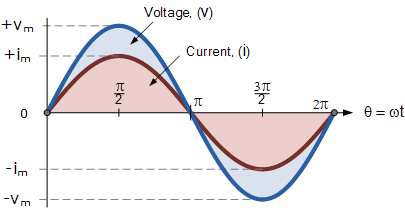 Voltage, (V)
+Vm
Current, (i)
+im
π/2
π
3π/2
2π
0
θ = ωt
-im
-Vm